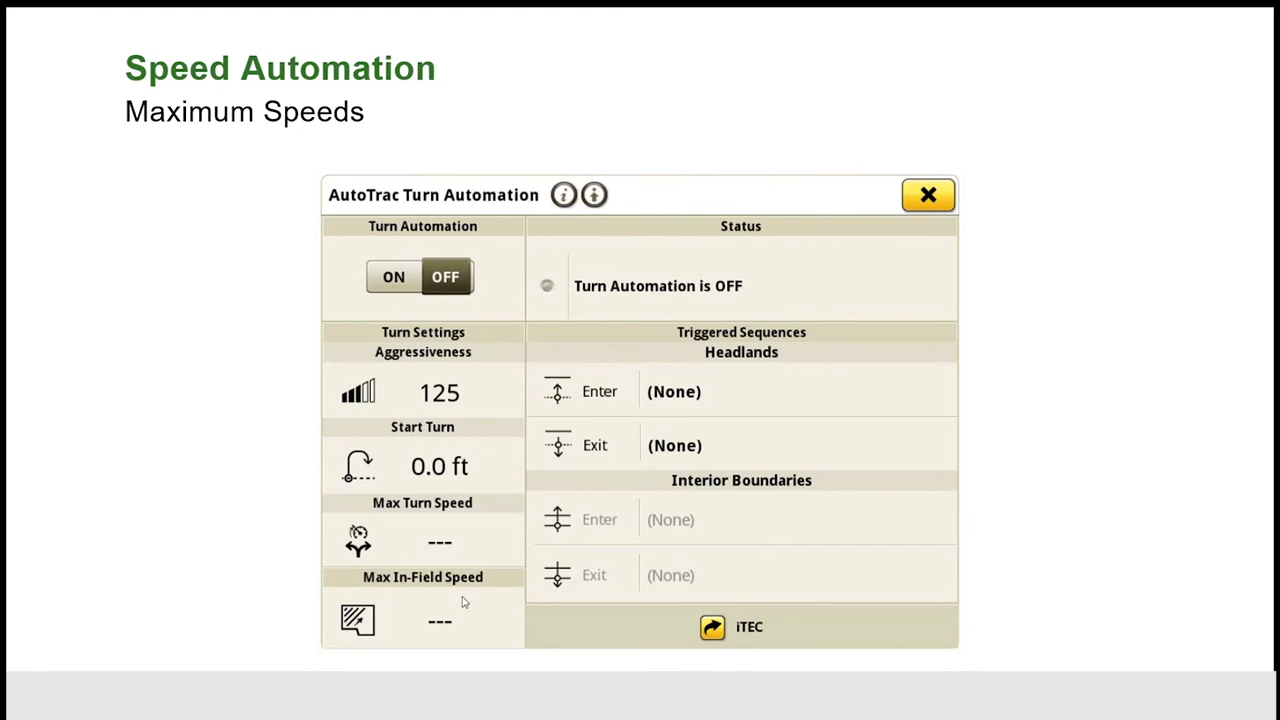 Speed Automation
Maximum Speeds
AutoTrac Turn Automation
Turn Automation
ON OFF
Status
Turn Automation is OFF
Turn Settings
Aggressiveness
125
Start Turn
0.0 ft
Max Turn Speed
---
Max In-Field Speed
---
Triggered Sequences
Headlands
Enter (None)
Exit (None)
Interior Boundaries
Enter (None)
Exit (None)
iTEC